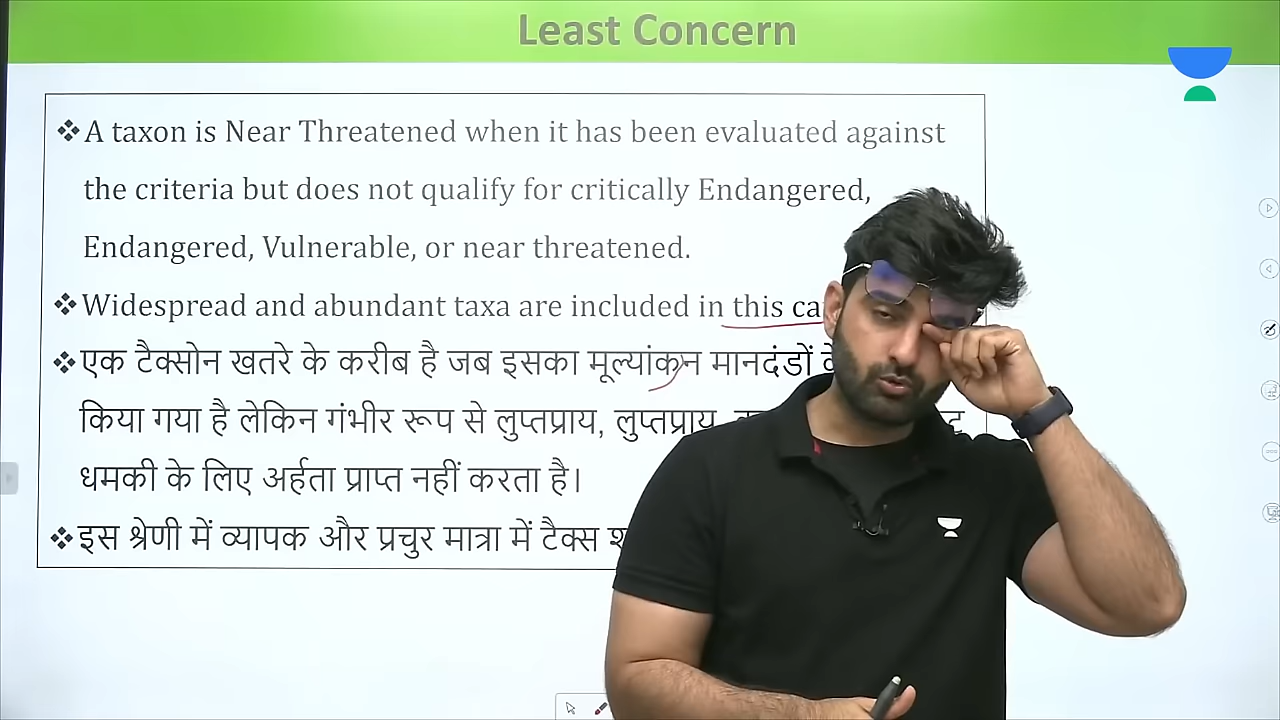 Least Concern
❖ A taxon is Near Threatened when it has been evaluated against
the criteria but does not qualify for critically Endangered,
Endangered, Vulnerable, or near threatened.
❖ Widespread and abundant taxa are included in this
❖ एक टैक्सोन खतरे के करीब है जब इसका मूल्यांकन मानदंडों
किया गया है लेकिन गंभीर रूप से लुप्तप्राय, लुप्तप्राय
धमकी के लिए अर्हता प्राप्त नहीं करता है।
❖ इस श्रेणी में व्यापक और प्रचुर मात्रा में टैक्स